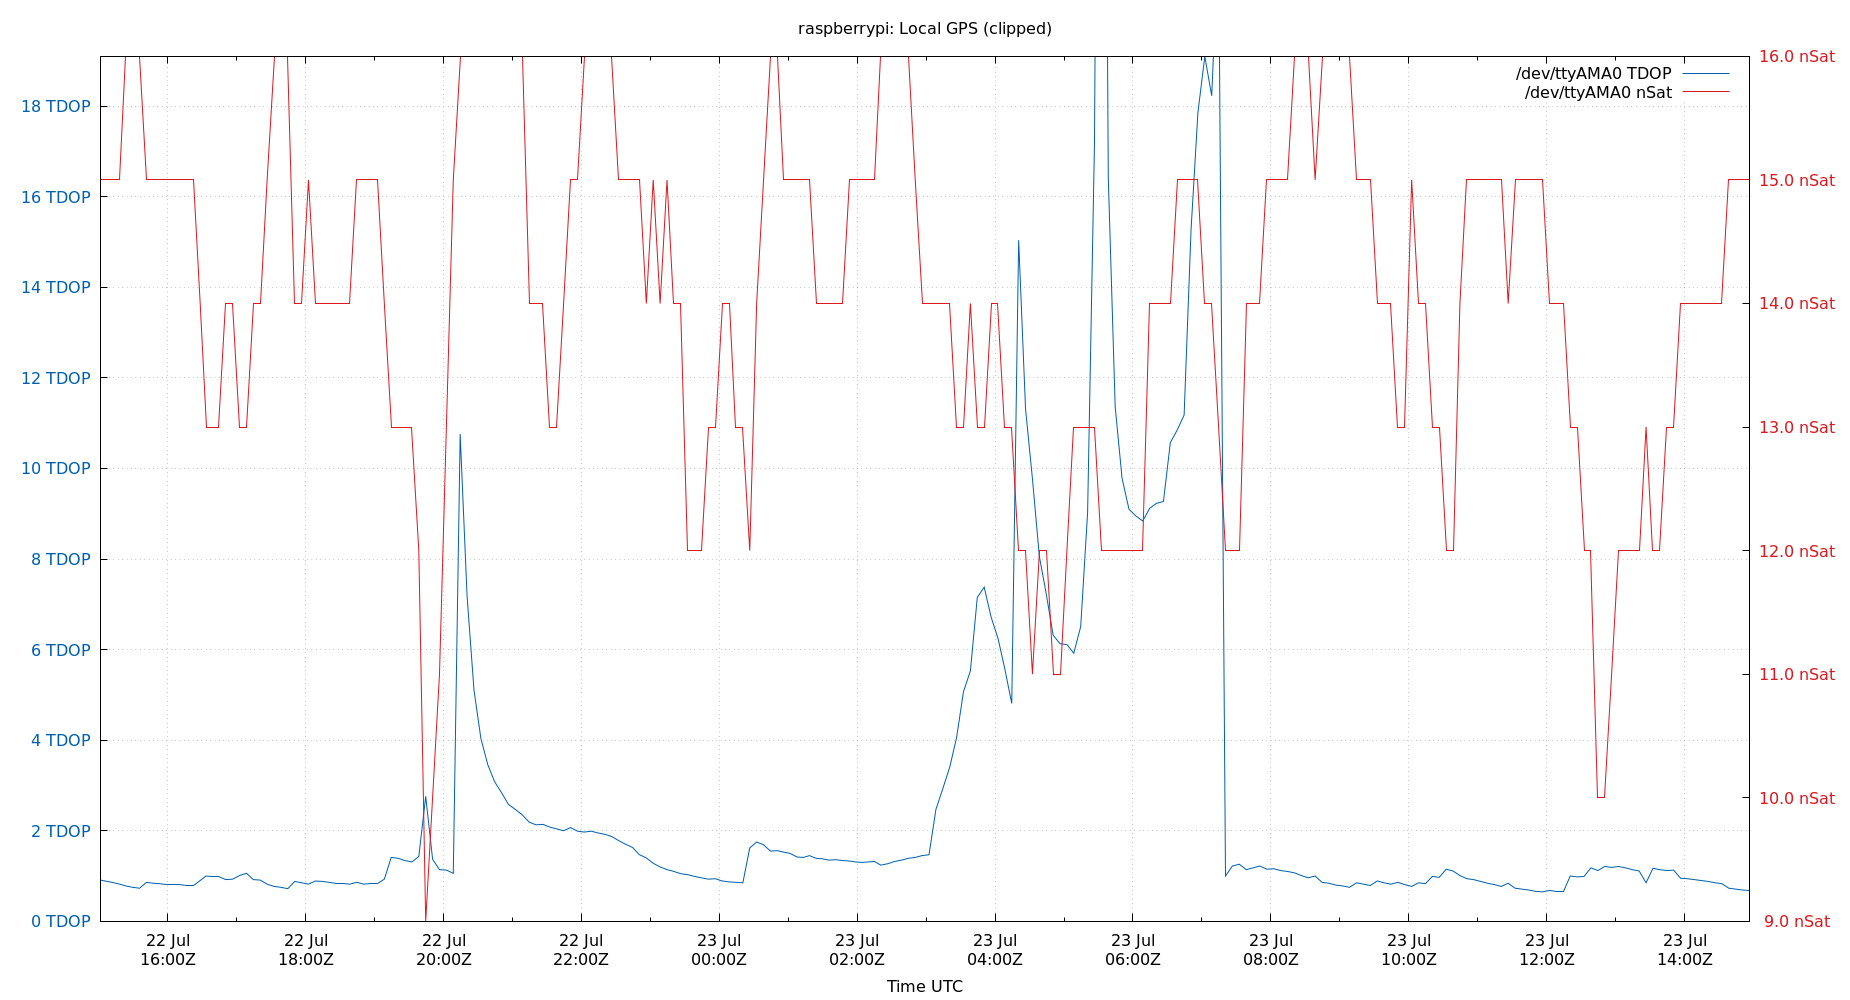 raspberrypi: Local GPS (clipped)
/dev/ttyAMA0 TDOP
/dev/ttyAMA0 nSat
18 TDOP
16 TDOP
14 TDOP
12 TDOP
10 TDOP
8 TDOP
6 TDOP
4 TDOP
2 TDOP
0 TDOP
16.0 nSat
15.0 nSat
14.0 nSat
13.0 nSat
12.0 nSat
11.0 nSat
10.0 nSat
9.0 nSat
22 Jul
16:00Z
22 Jul
18:00Z
22 Jul
20:00Z
22 Jul
22:00Z
23 Jul
00:00Z
23 Jul
02:00Z
23 Jul
04:00Z
23 Jul
06:00Z
23 Jul
08:00Z
23 Jul
10:00Z
23 Jul
12:00Z
23 Jul
14:00Z
Time UTC